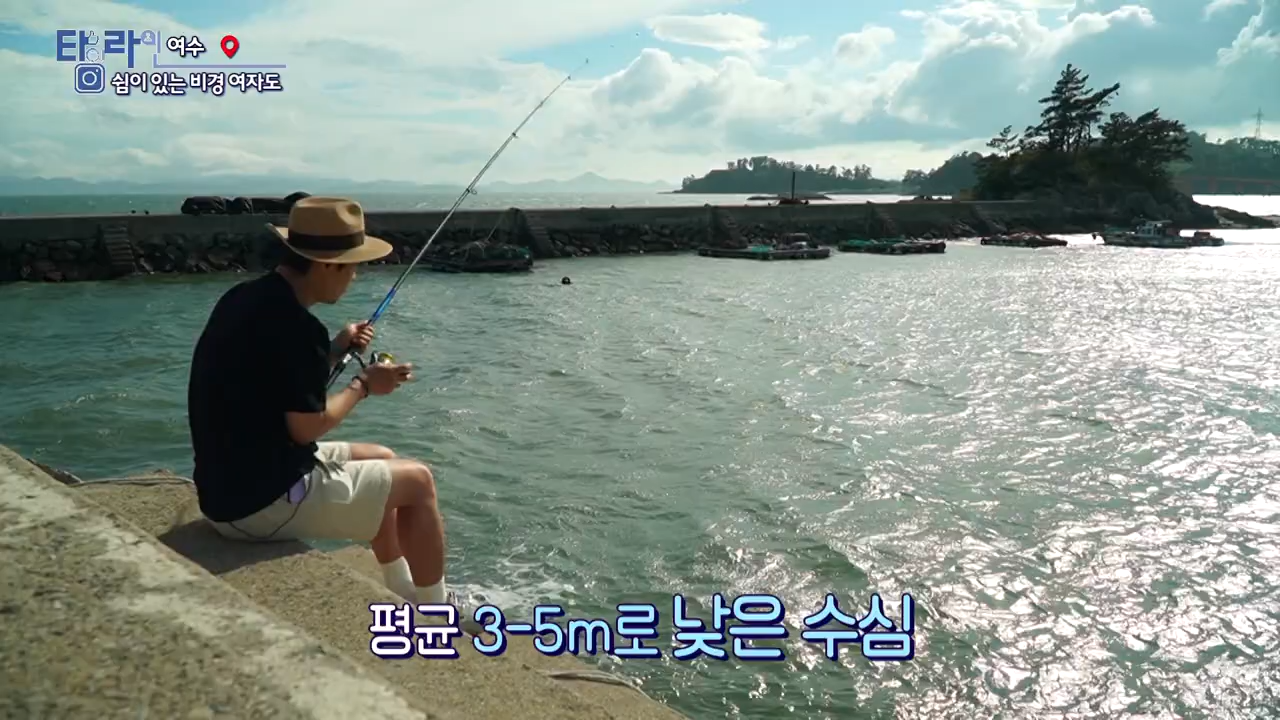 타라인 여수
쉼이 있는 비경 여자도
평균 3-5m로 낮은 수심